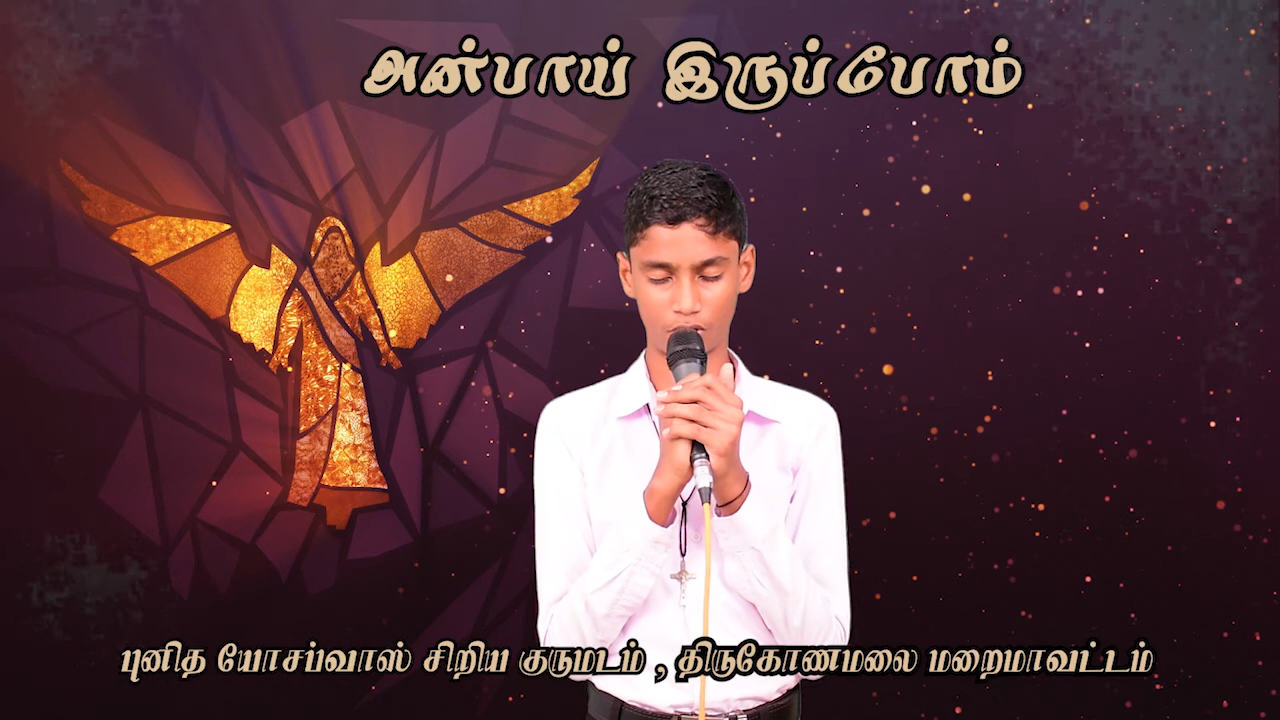 அன்பாய் இருப்போம்
புனித யோசப்வாஸ் சிறிய குருமடம் , திருகோணமலை மறைமாவட்டம்